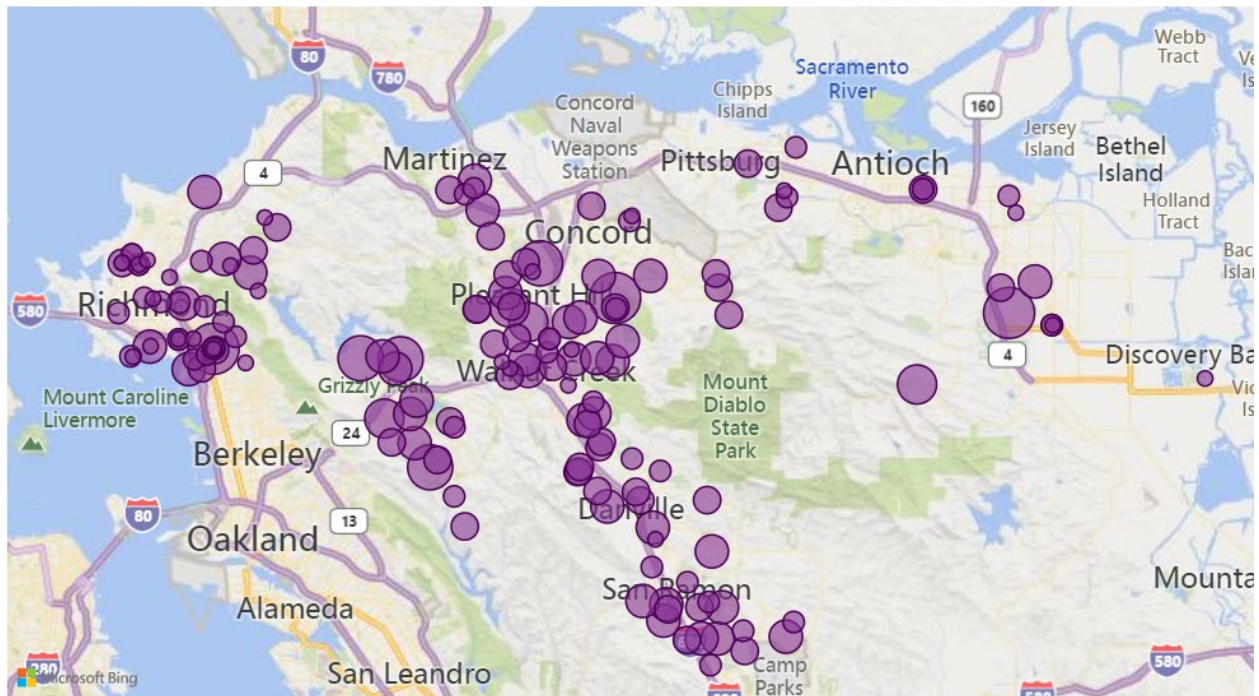 80
780
Webb
Tract
Sacramento
River
Chipps
Island
160
Concord
Naval
Weapons
Station
Jersey
Island
Bethel
Island
Martinez
Pittsburg
Antioch
4
Holland
Tract
Concord
580
Richmond
Pleasant Hill
4
Discovery
Grizzly Peak
Walnut Creek
Mount Caroline
Livermore
Mount
Diablo
State
Park
24
Berkeley
80
13
Oakland
Danville
San Ramon
Alameda
580
280
Microsoft Bing
San Leandro
Camp
Parks
580